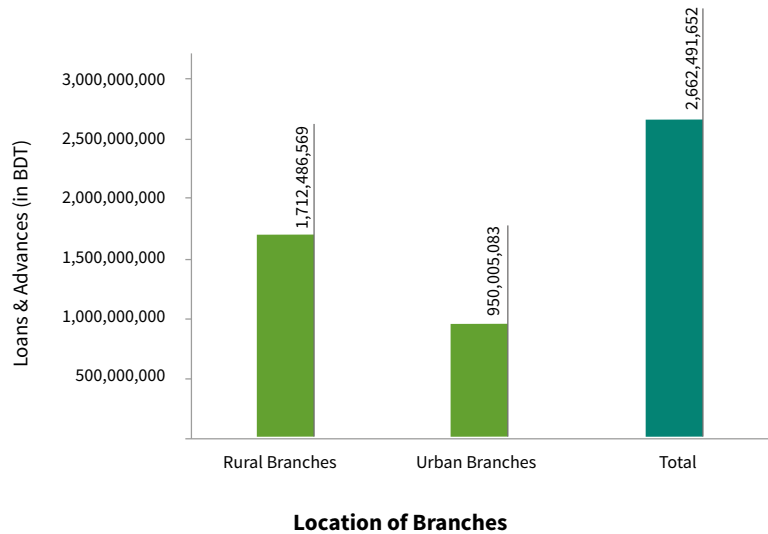 Loans & Advances (in BDT)
3,000,000,000
2,500,000,000
2,000,000,000
1,500,000,000
1,000,000,000
500,000,000
1,712,486,569
950,005,083
2,662,491,652
Rural Branches
Urban Branches
Total
Location of Branches